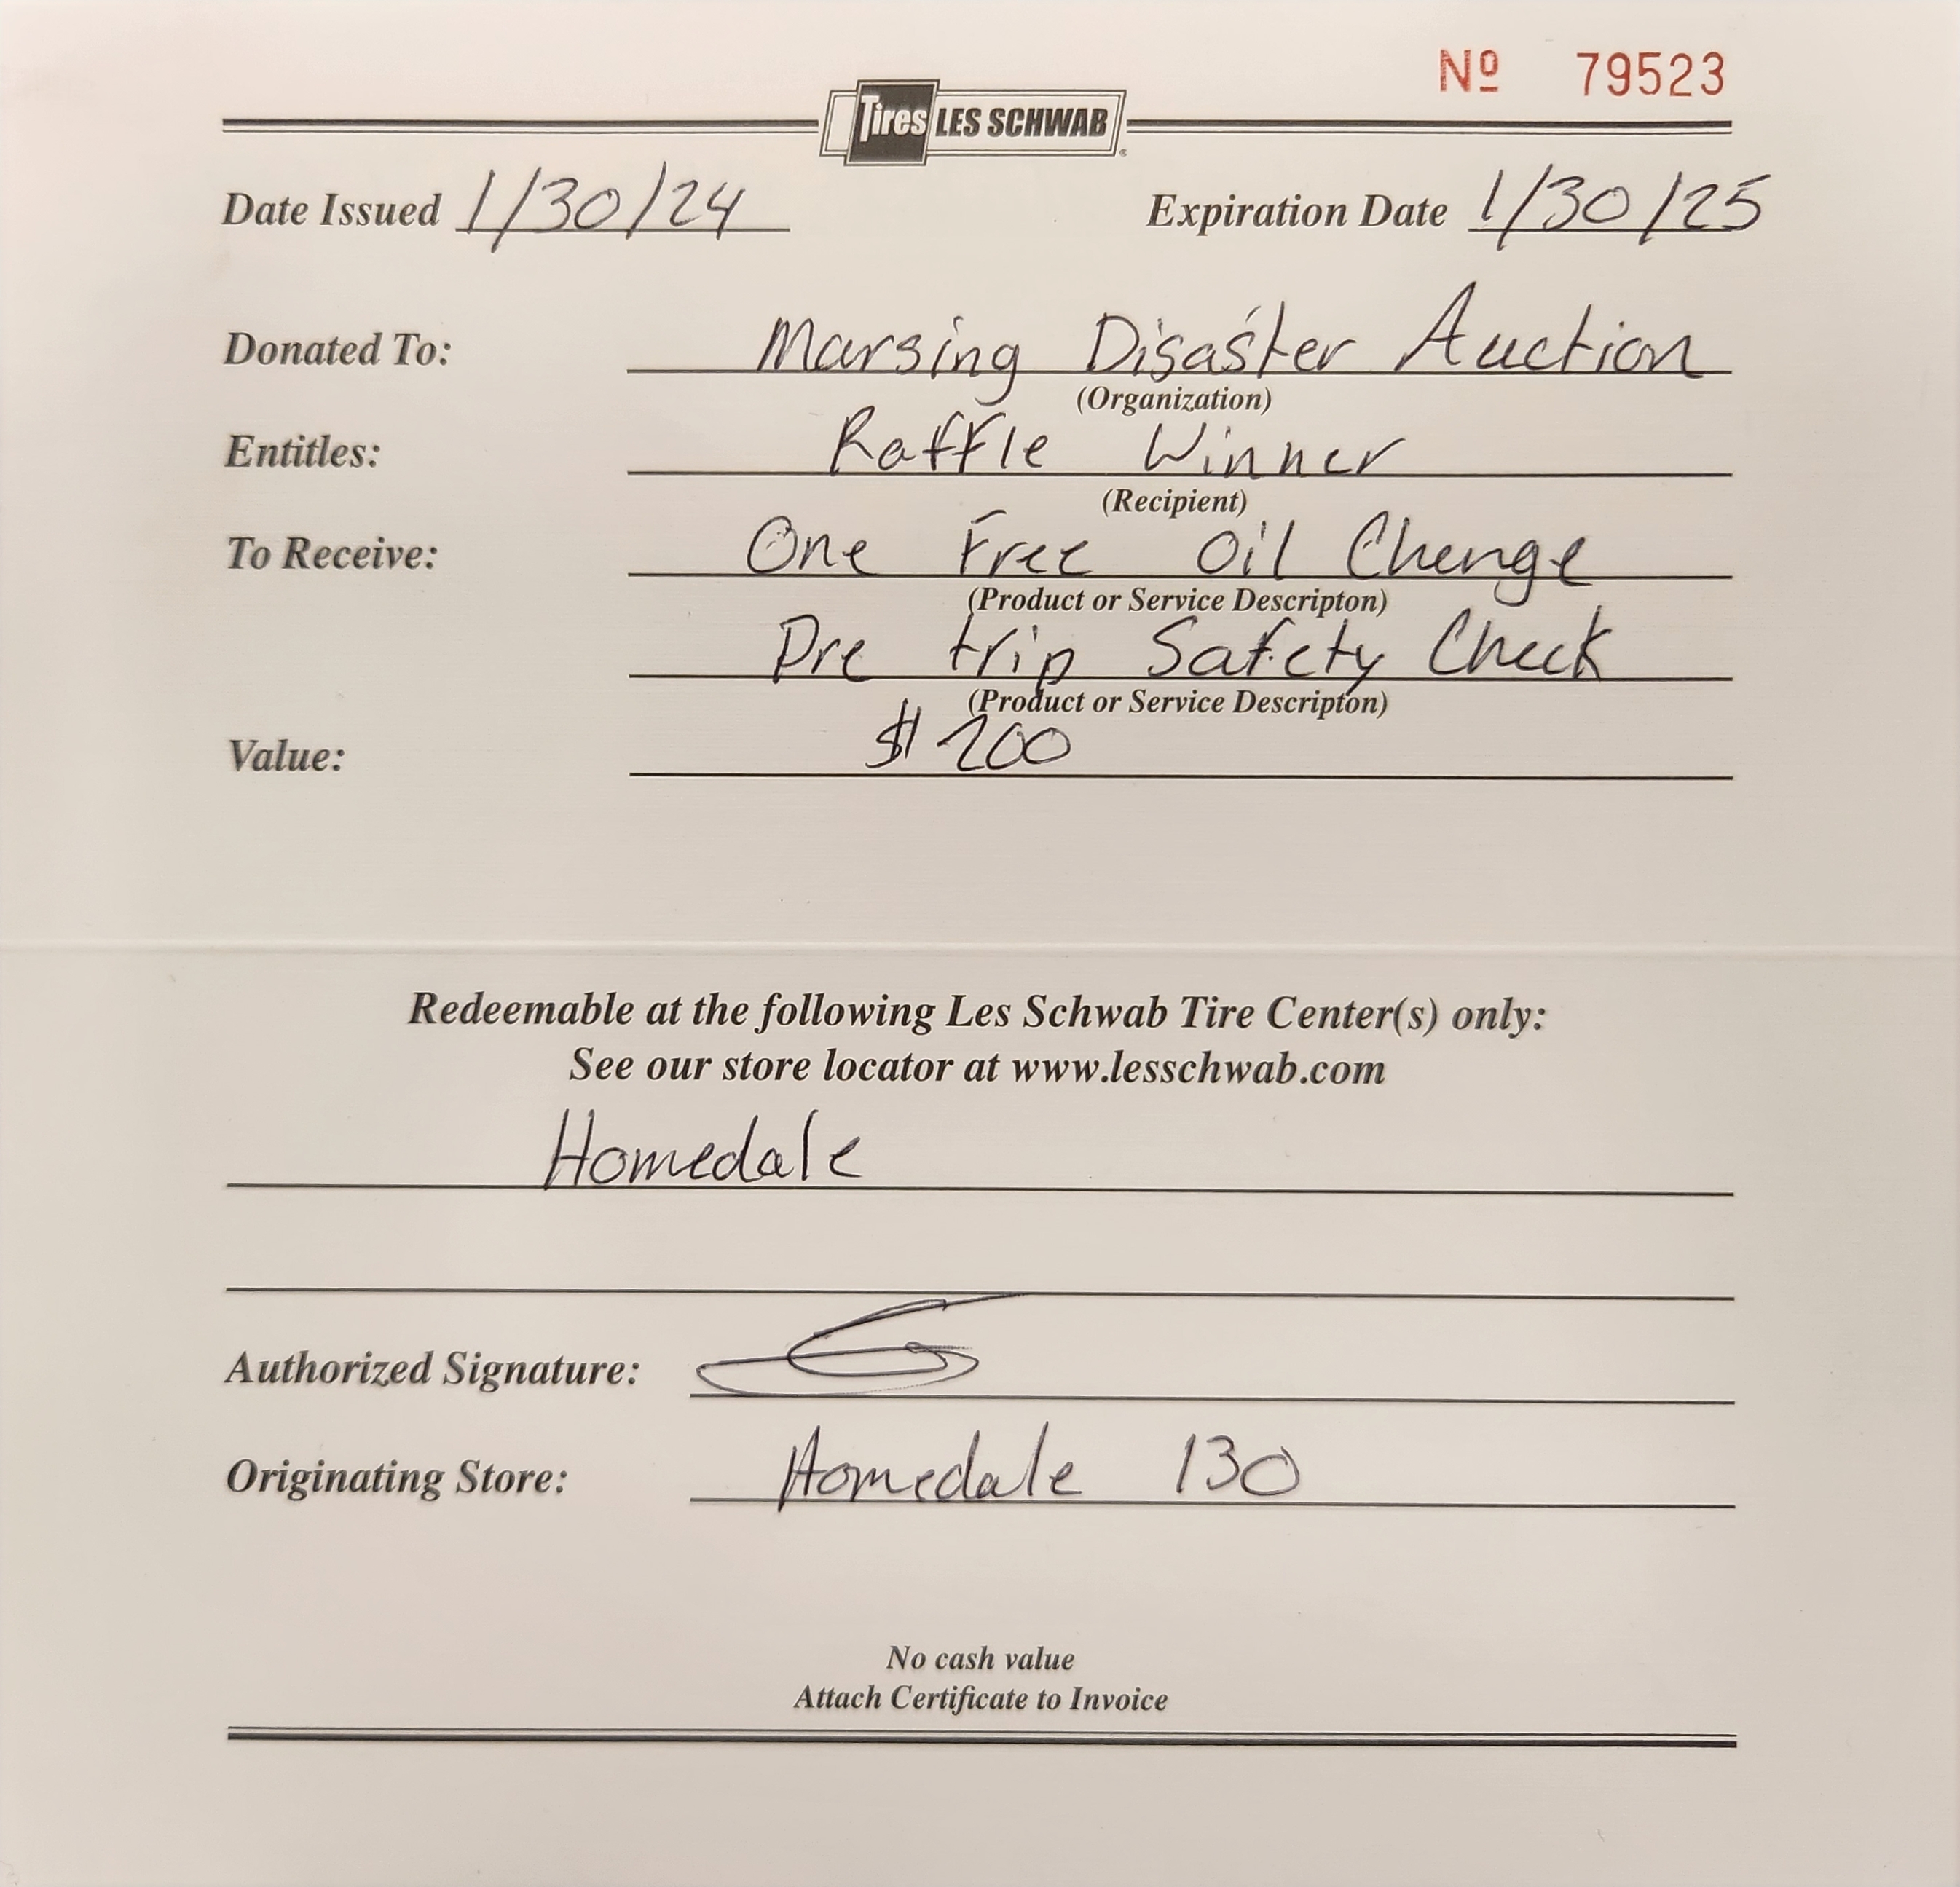 Nº 79523
Tires LES SCHWAB
Date Issued 1/30/24 Expiration Date 1/30/25
Donated To: Marsing Disaster Auction
(Organization)
Entitles: Raffle Winner
(Recipient)
To Receive: One Free Oil Change
(Product or Service Descripton)
Pre trip Safety Check
(Product or Service Descripton)
Value: $200
Redeemable at the following Les Schwab Tire Center(s) only:
See our store locator at www.lesschwab.com
Homedale
Authorized Signature:
Originating Store: Homedale 130
No cash value
Attach Certificate to Invoice